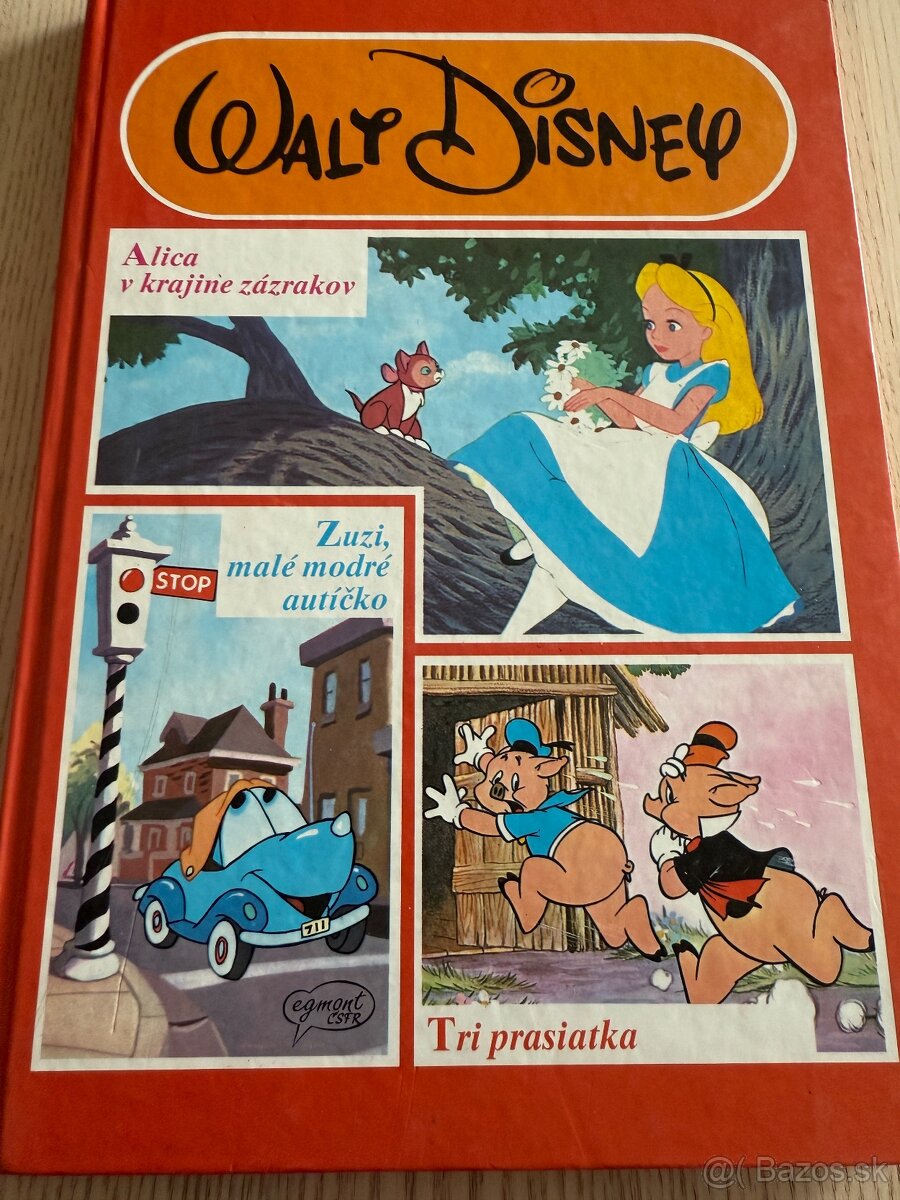 WALT DISNEY
Alica
v krajine zázrakov
Zuzi,
malé modré
autíčko
STOP
711
egmont
ČSFR
Tri prasiatka
@( Bazos.sk